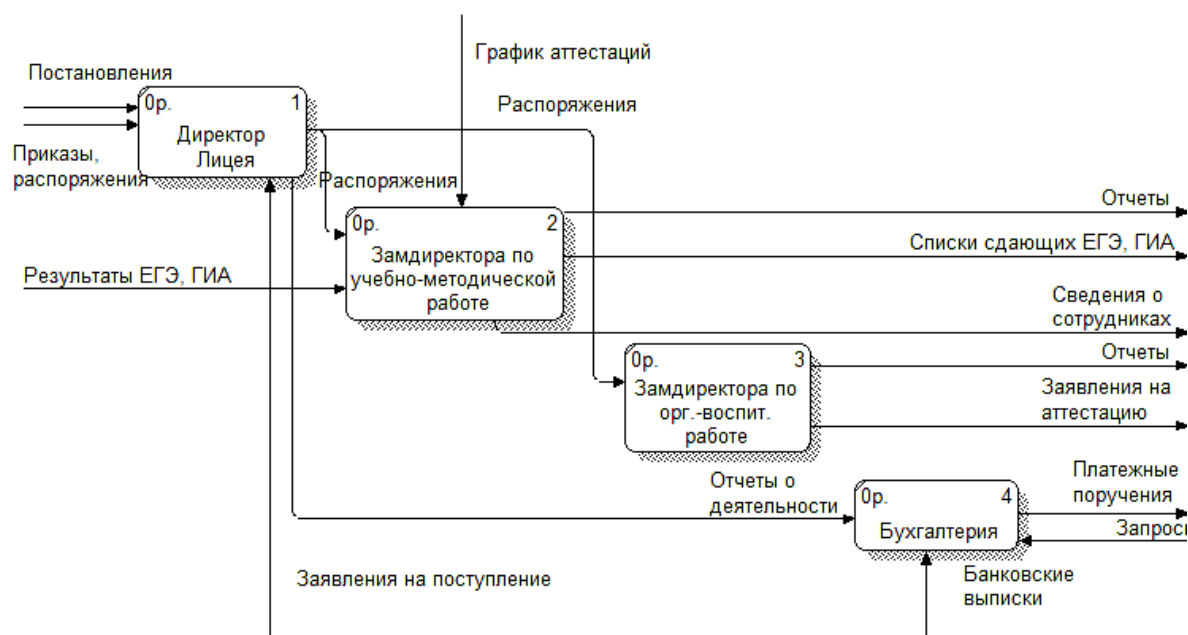 График аттестаций
Постановления
0р. 1
Директор
Лицея
Распоряжения
Приказы,
распоряжения
Распоряжения
0р. 2
Замдиректора по
учебно-методической
работе
Отчеты
Списки сдающих ЕГЭ, ГИА
Результаты ЕГЭ, ГИА
Сведения о
сотрудниках
0р. 3
Замдиректора по
орг.-воспит.
работе
Отчеты
Заявления на
аттестацию
Отчеты о
деятельности
0р. 4
Бухгалтерия
Платежные
поручения
Запросы
Заявления на поступление
Банковские
выписки